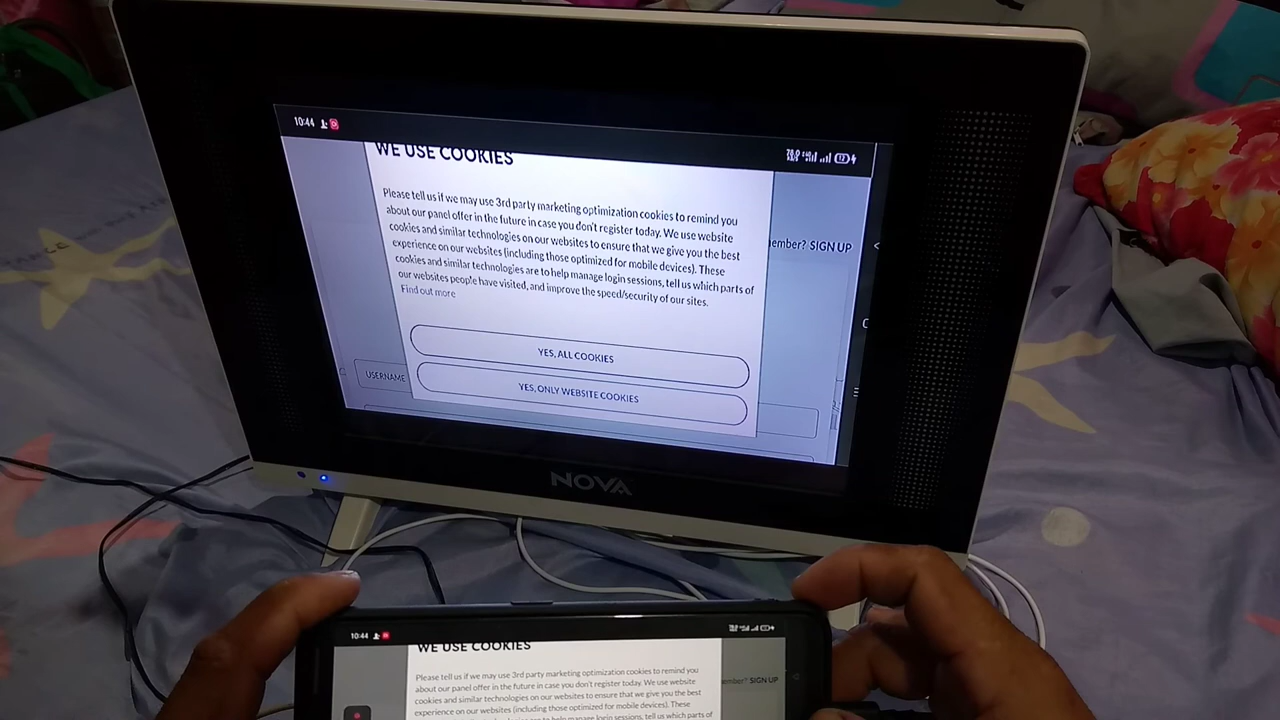 10:44
WE USE COOKIES
Please tell us if we may use 3rd party marketing optimization cookies to remind you
about our panel offer in the future in case you don't register today. We use website
cookies and similar technologies on our websites to ensure that we give you the best
experience on our websites (including those optimized for mobile devices). These
cookies and similar technologies are to help manage login sessions, tell us which parts of
our websites people have visited, and improve the speed/security of our sites.
Find out more
ember? SIGN UP
YES, ALL COOKIES
USERNAME
YES, ONLY WEBSITE COOKIES
NOVA
10:44
WE USE COOKIES
Please tell us if we may use 3rd party marketing optimization cookies to remind you
about our panel offer in the future in case you don't register today. We use website
cookies and similar technologies on our websites to ensure that we give you the best
experience on our websites (including those optimized for mobile devices). These
ember? SIGN UP